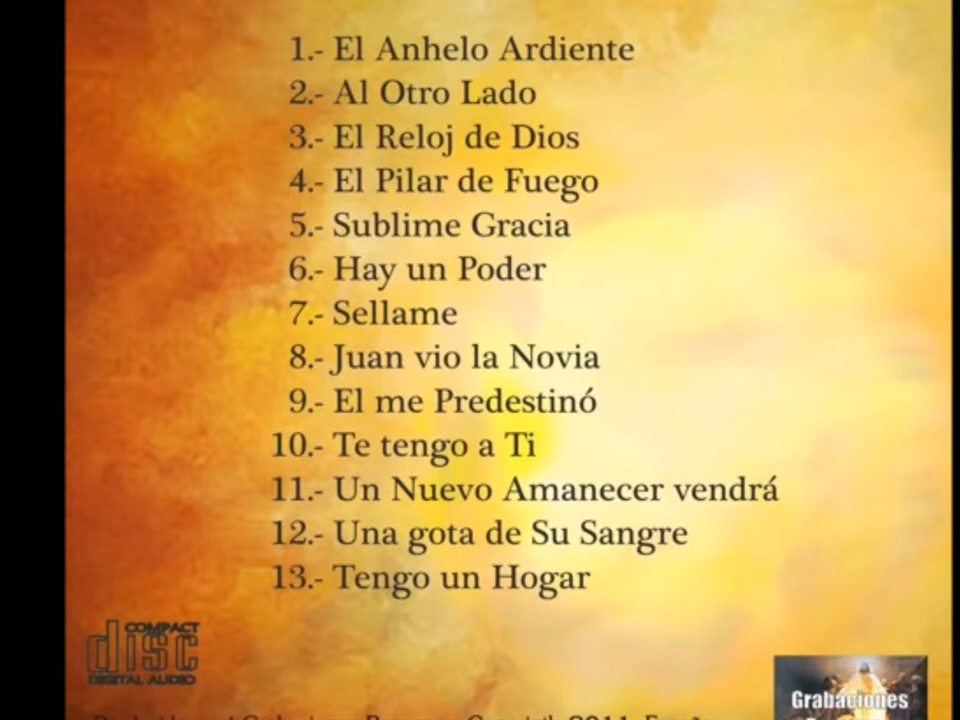 1.- El Anhelo Ardiente
2.- Al Otro Lado
3.- El Reloj de Dios
4.- El Pilar de Fuego
5.- Sublime Gracia
6.- Hay un Poder
7.- Sellame
8.- Juan vio la Novia
9.- El me Predestinó
10.- Te tengo a Ti
11.- Un Nuevo Amanecer vendrá
12.- Una gota de Su Sangre
13.- Tengo un Hogar
COMPACT
disc
DIGITAL AUDIO
Grabaciones